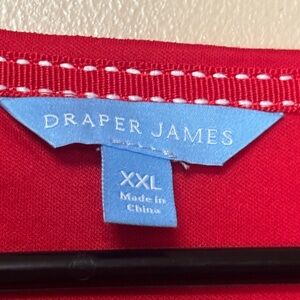 DRAPER JAMES
XXL
Made in
China